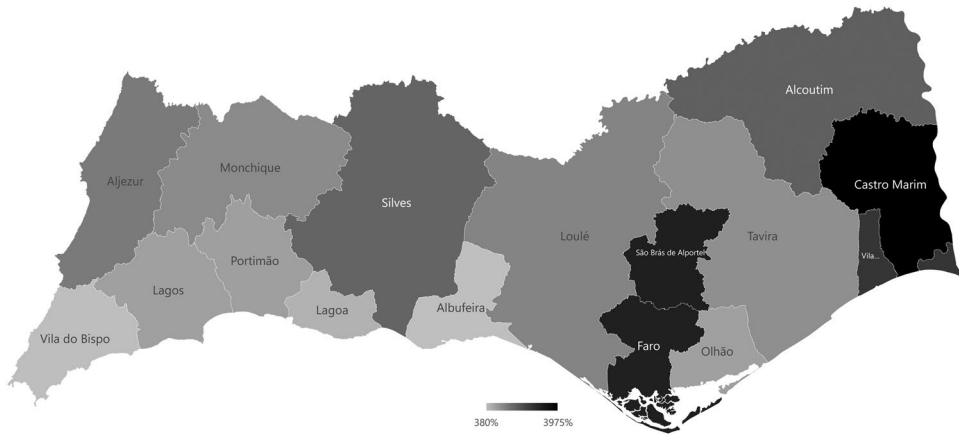 Alcoutim
Aljezur
Monchique
Castro Marim
Silves
Loulé
Tavira
São Brás de Alportel
Vila...
Portimão
Lagos
Lagoa
Albufeira
Vila do Bispo
Faro
Olhão
380% 3975%